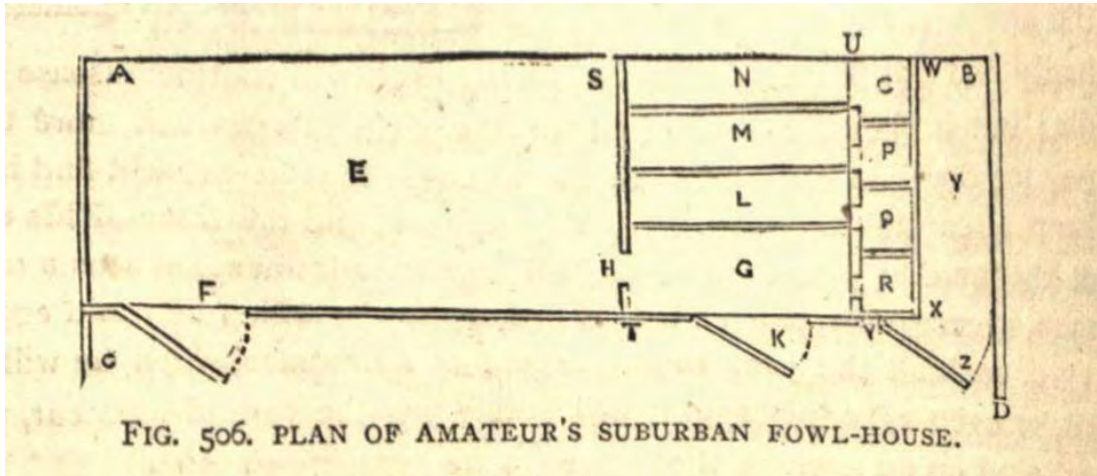 U
A S N C W B
M P
E Y
L P
H G
F R
X
K V
G Z
D
FIG. 506. PLAN OF AMATEUR'S SUBURBAN FOWL-HOUSE.